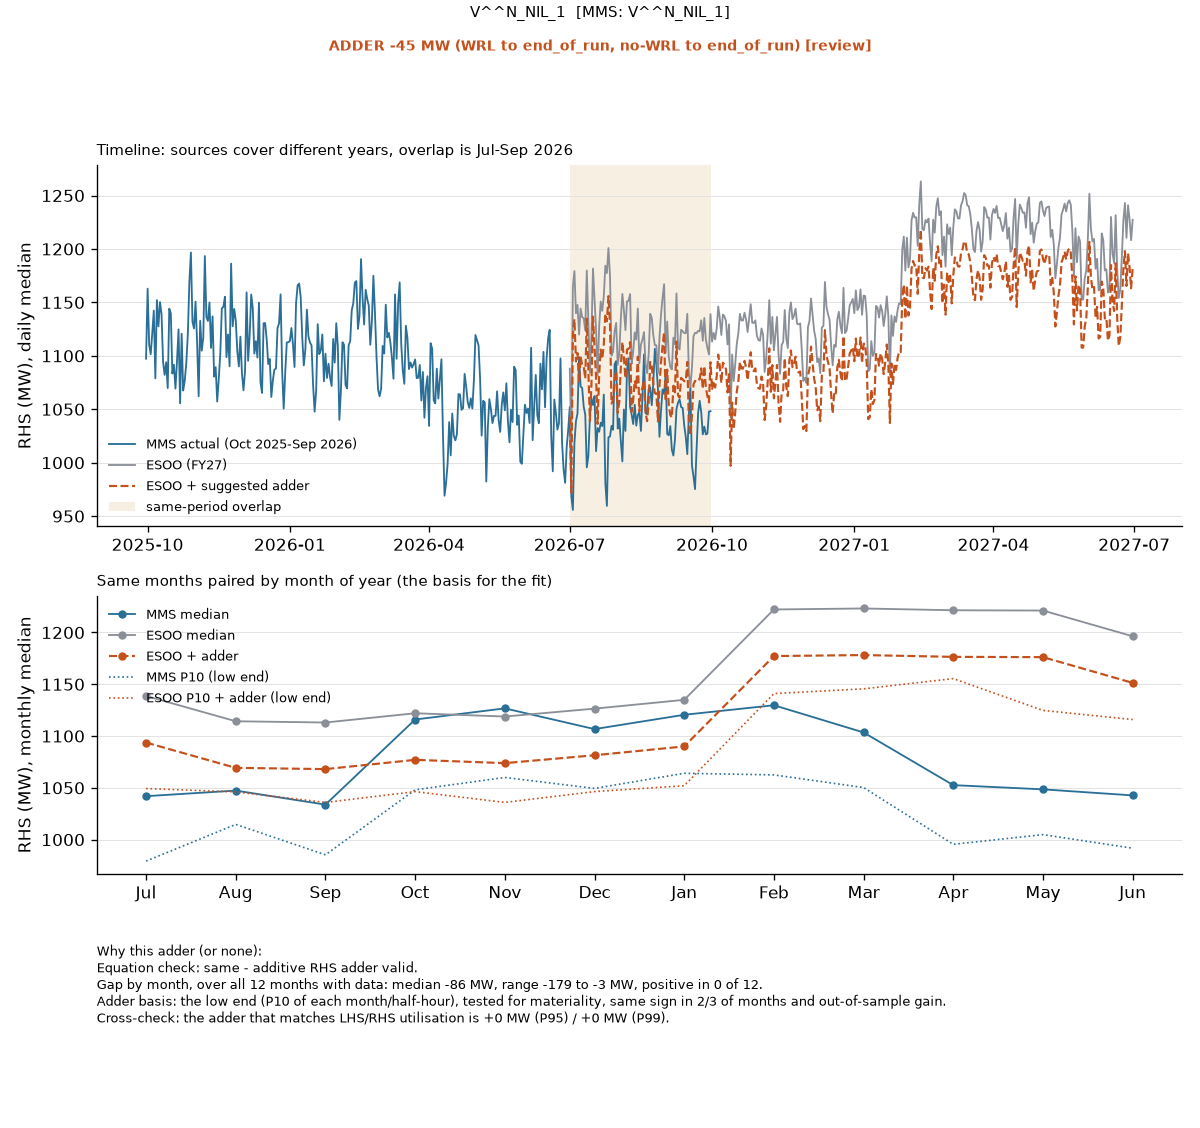 V^^N_NIL_1  [MMS: V^^N_NIL_1]
ADDER -45 MW (WRL to end_of_run, no-WRL to end_of_run) [review]
Timeline: sources cover different years, overlap is Jul-Sep 2026
RHS (MW), daily median
1250
1200
1150
1100
1050
1000
950
MMS actual (Oct 2025-Sep 2026)
ESOO (FY27)
ESOO + suggested adder
same-period overlap
2025-10
2026-01
2026-04
2026-07
2026-10
2027-01
2027-04
2027-07
Same months paired by month of year (the basis for the fit)
RHS (MW), monthly median
1200
1150
1100
1050
1000
MMS median
ESOO median
ESOO + adder
MMS P10 (low end)
ESOO P10 + adder (low end)
Jul
Aug
Sep
Oct
Nov
Dec
Jan
Feb
Mar
Apr
May
Jun
Why this adder (or none):
Equation check: same - additive RHS adder valid.
Gap by month, over all 12 months with data: median -86 MW, range -179 to -3 MW, positive in 0 of 12.
Adder basis: the low end (P10 of each month/half-hour), tested for materiality, same sign in 2/3 of months and out-of-sample gain.
Cross-check: the adder that matches LHS/RHS utilisation is +0 MW (P95) / +0 MW (P99).